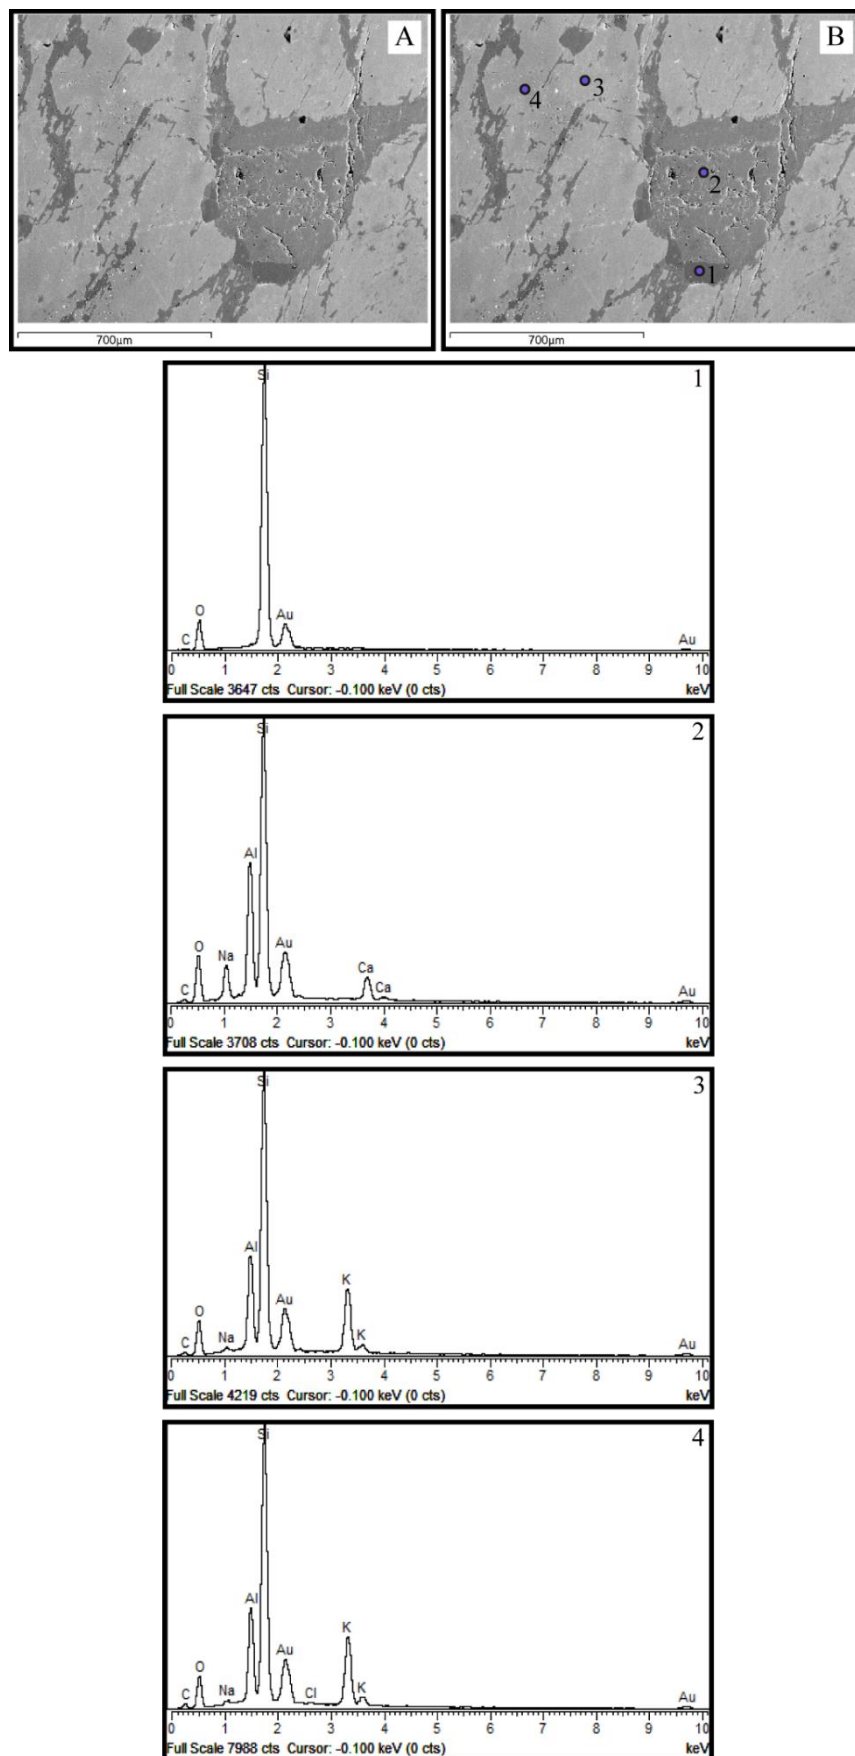 A
B
4
3
2
1
700µm
700µm
1
Si
O
Au
C
Au
0 1 2 3 4 5 6 7 8 9 10
Full Scale 3647 cts Cursor: -0.100 keV (0 cts) keV
2
Si
Al
O
Na
Au
Ca
C
Ca
Au
0 1 2 3 4 5 6 7 8 9 10
Full Scale 3708 cts Cursor: -0.100 keV (0 cts) keV
3
Si
Al
K
O
Au
C
Na
K
Au
0 1 2 3 4 5 6 7 8 9 10
Full Scale 4219 cts Cursor: -0.100 keV (0 cts) keV
4
Si
Al
K
O
Au
C
Na
Cl
K
Au
0 1 2 3 4 5 6 7 8 9 10
Full Scale 7988 cts Cursor: -0.100 keV (0 cts) keV